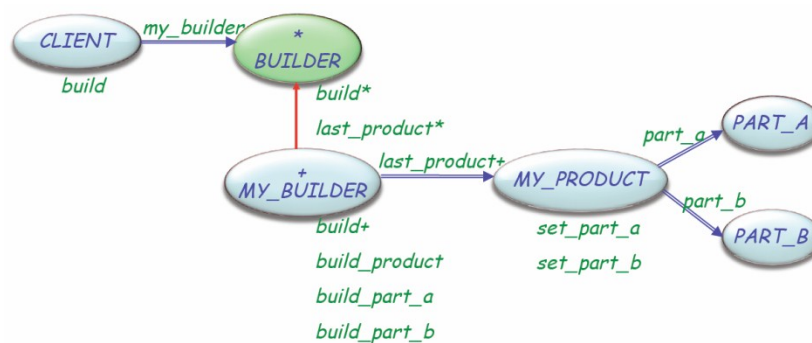 CLIENT
my_builder
*
BUILDER
build
build*
last_product*
+
MY_BUILDER
last_product+
MY_PRODUCT
part_a
PART_A
part_b
PART_B
build+
build_product
build_part_a
build_part_b
set_part_a
set_part_b